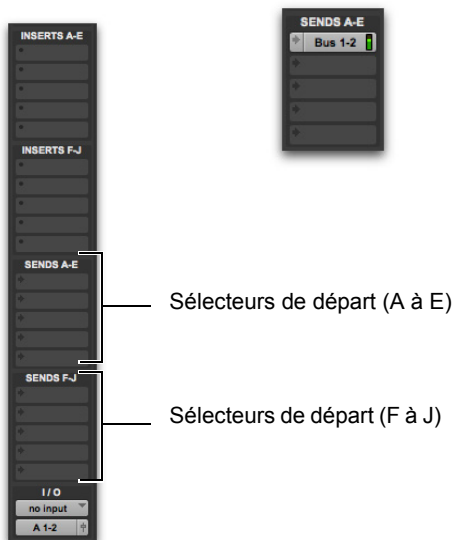 INSERTS A-E
INSERTS F-J
SENDS A-E
SENDS F-J
I / O
no input
A 1-2
SENDS A-E
Bus 1-2
Sélecteurs de départ (A à E)
Sélecteurs de départ (F à J)